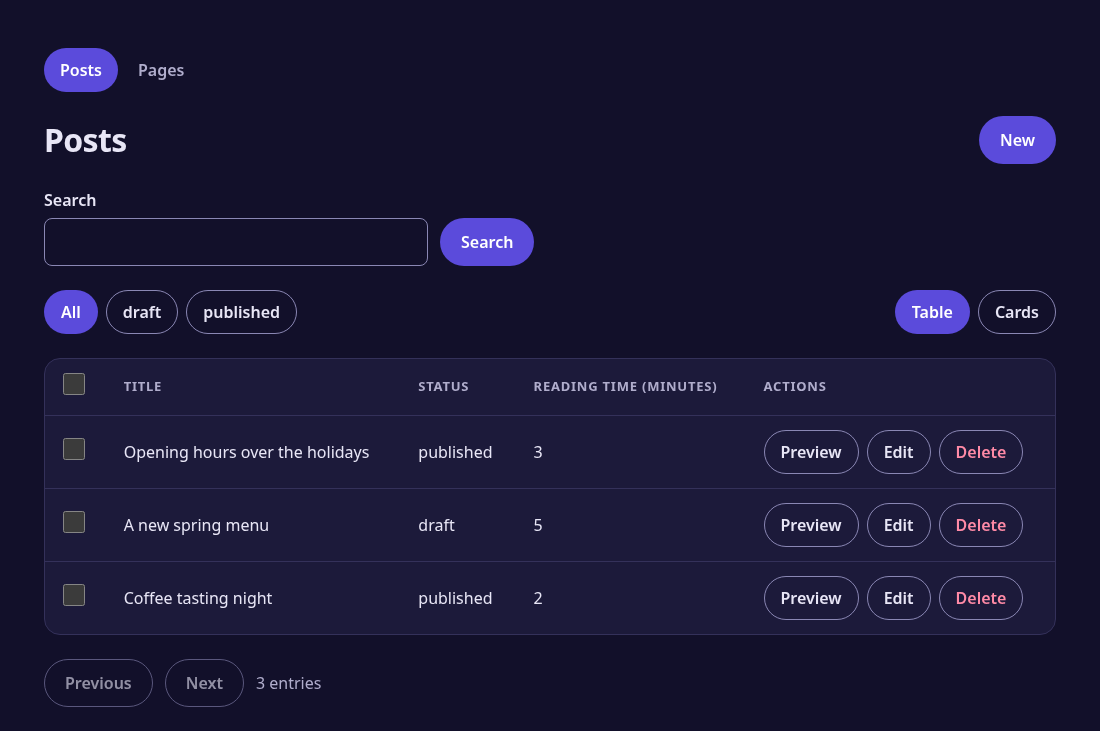 Posts Pages
Posts New
Search
Search
All draft published Table Cards
TITLE STATUS READING TIME (MINUTES) ACTIONS
Opening hours over the holidays published 3 Preview Edit Delete
A new spring menu draft 5 Preview Edit Delete
Coffee tasting night published 2 Preview Edit Delete
Previous Next 3 entries